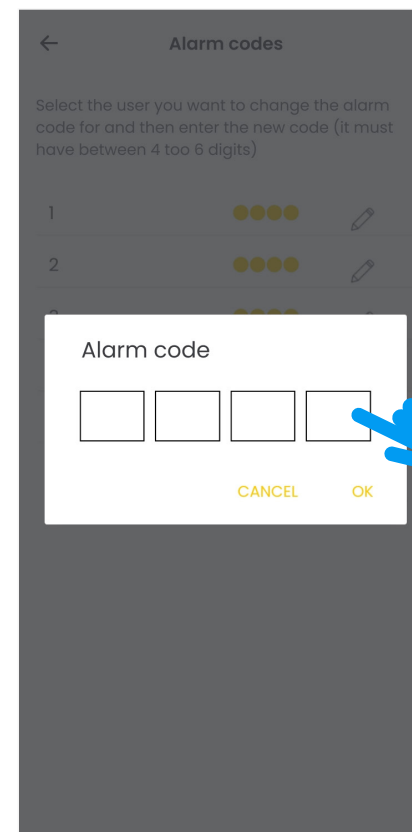 Alarm codes
Select the user you want to change the alarm
code for and then enter the new code (it must
have between 4 too 6 digits)
1
2
Alarm code
CANCEL OK